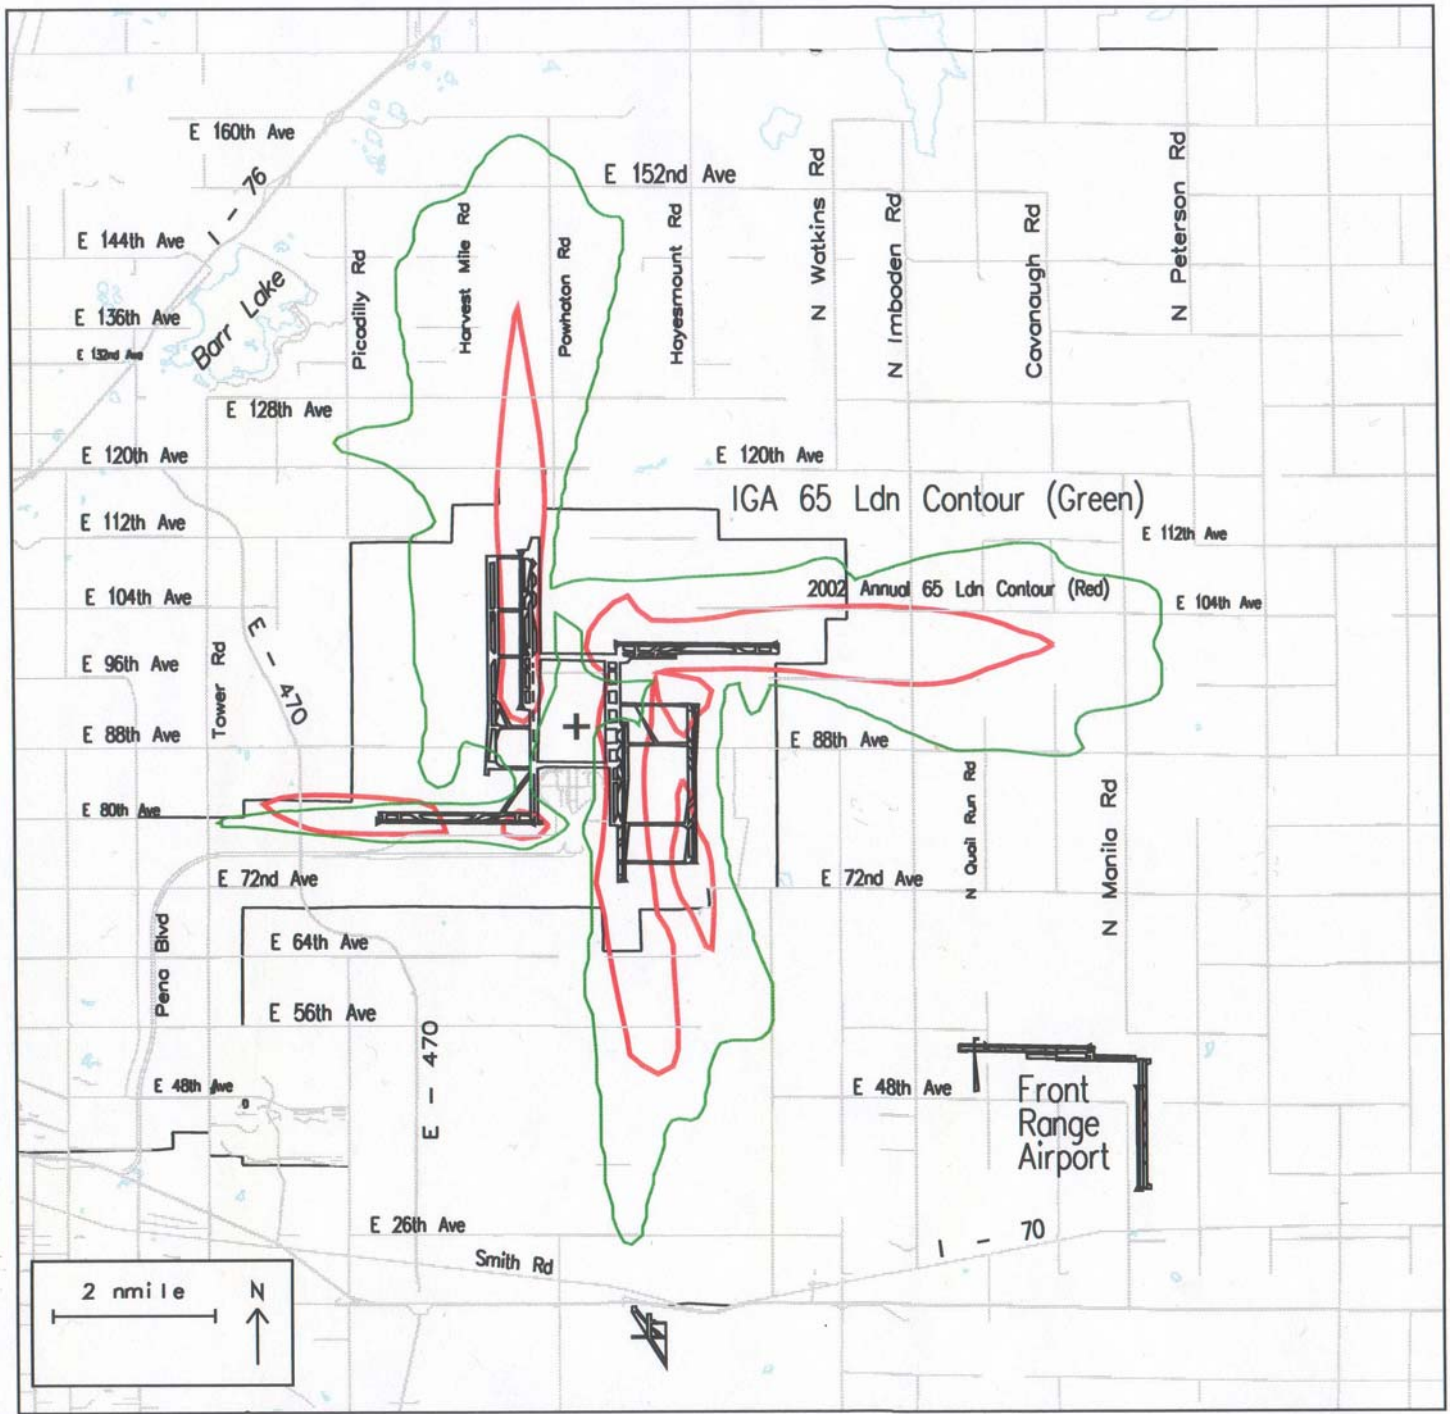 E 160th Ave
E 152nd Ave
I - 76
E 144th Ave
Barr Lake
E 136th Ave
E 132nd Ave
Picadilly Rd
Harvest Mile Rd
Powhaton Rd
Hayesmount Rd
N Watkins Rd
N Imboden Rd
Cavanaugh Rd
N Peterson Rd
E 128th Ave
E 120th Ave
E 120th Ave
IGA 65 Ldn Contour (Green)
E 112th Ave
E 112th Ave
2002 Annual 65 Ldn Contour (Red)
E 104th Ave
E 104th Ave
E - 470
E 96th Ave
Tower Rd
E 88th Ave
E 88th Ave
E 80th Ave
N Quail Run Rd
N Manila Rd
E 72nd Ave
E 72nd Ave
Pena Blvd
E 64th Ave
E 56th Ave
E - 470
E 48th Ave
E 48th Ave
Front
Range
Airport
E 26th Ave
Smith Rd
I - 70
2 nmile
N